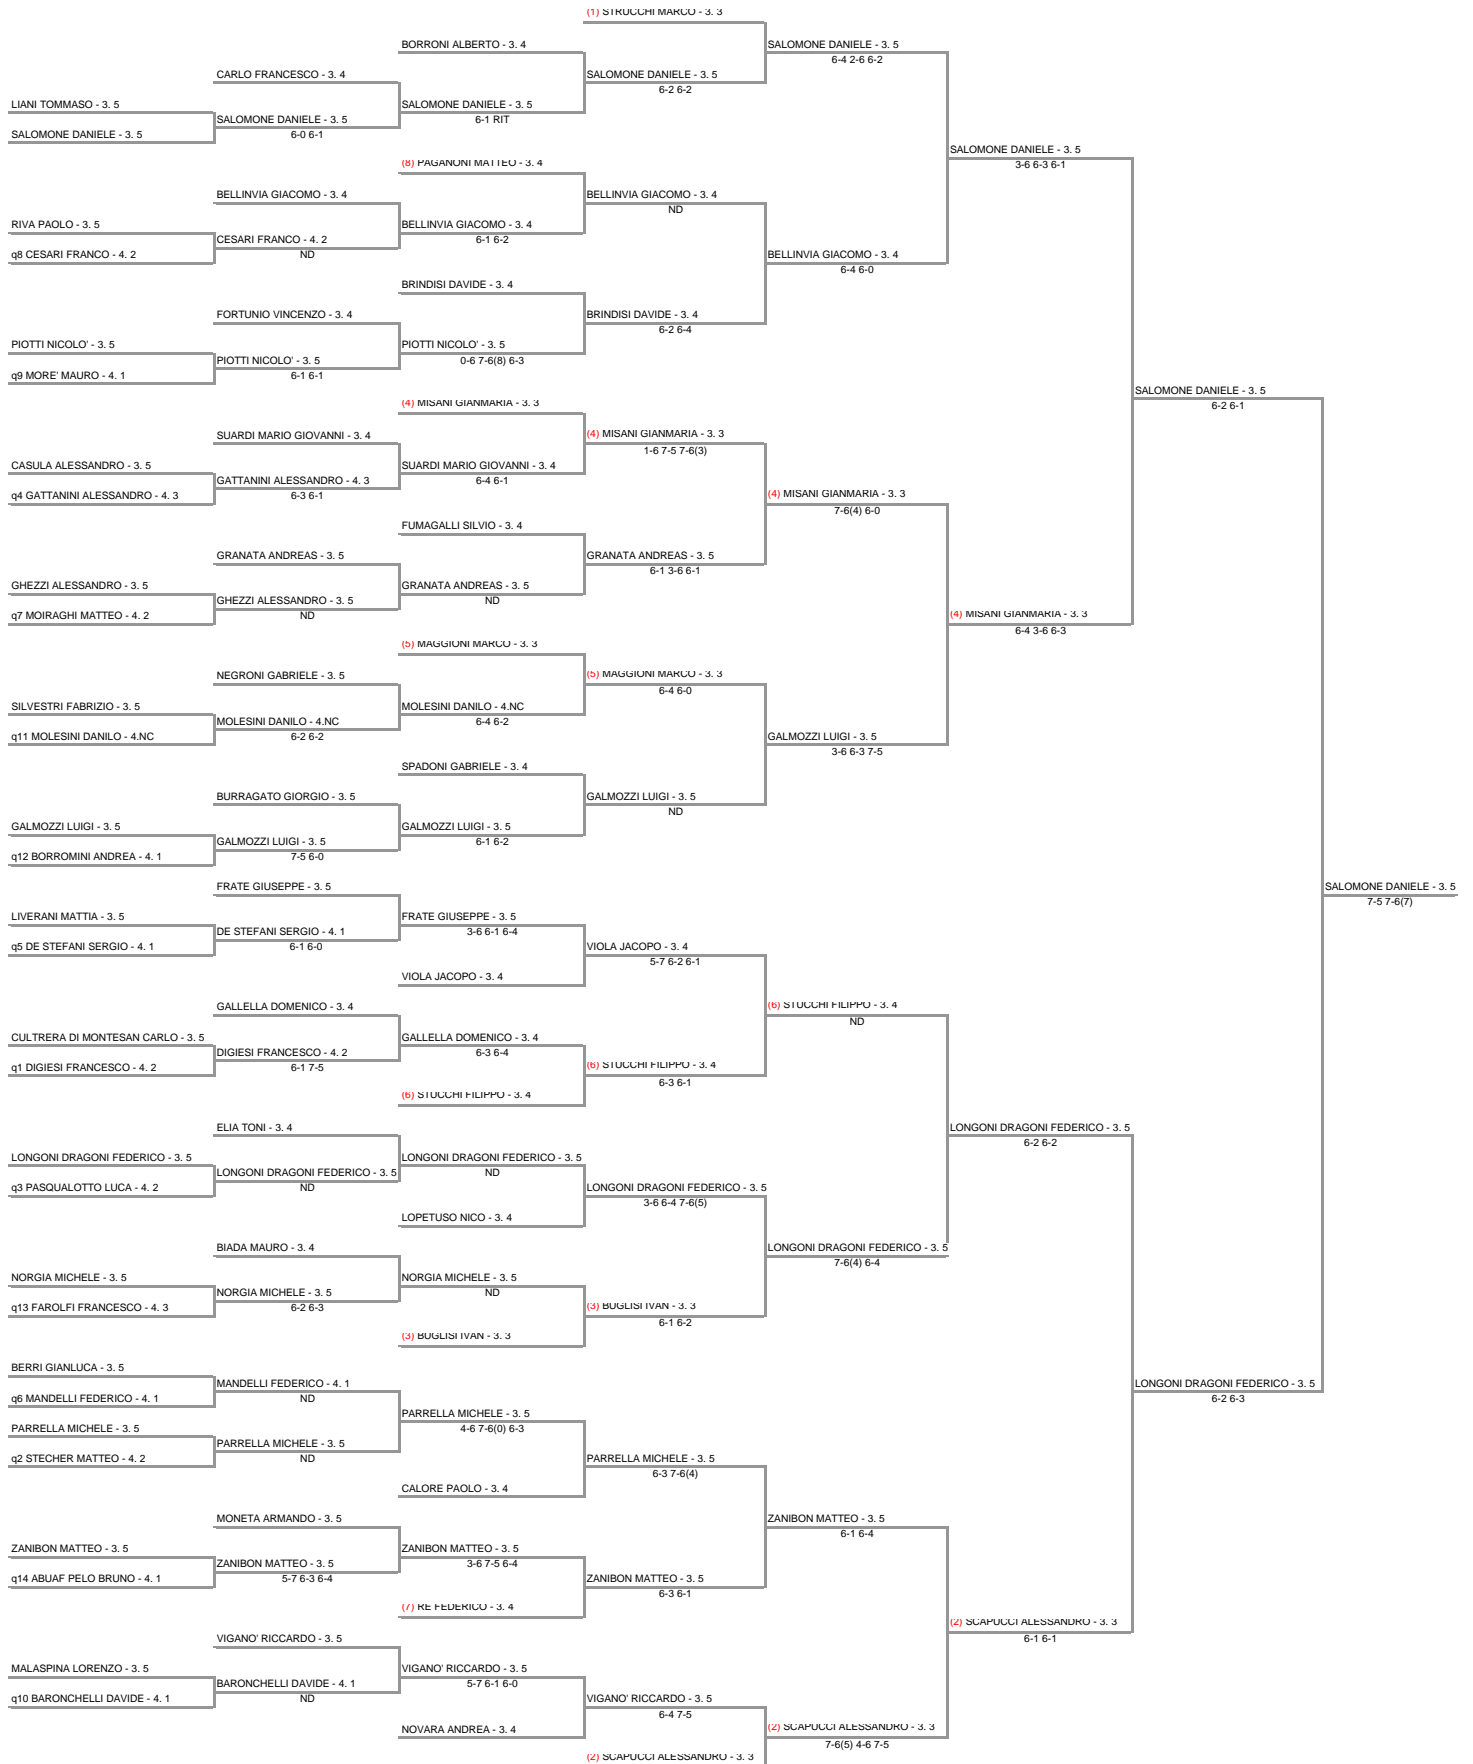 (1) STRUCCHI MARCO - 3. 3
BORRONI ALBERTO - 3. 4
SALOMONE DANIELE - 3. 5
6-4 2-6 6-2
CARLO FRANCESCO - 3. 4
SALOMONE DANIELE - 3. 5
6-2 6-2
LIANI TOMMASO - 3. 5
SALOMONE DANIELE - 3. 5
6-1 RIT
SALOMONE DANIELE - 3. 5
6-0 6-1
SALOMONE DANIELE - 3. 5
SALOMONE DANIELE - 3. 5
3-6 6-3 6-1
(8) PAGANONI MATTEO - 3. 4
BELLINVIA GIACOMO - 3. 4
BELLINVIA GIACOMO - 3. 4
ND
RIVA PAOLO - 3. 5
BELLINVIA GIACOMO - 3. 4
6-1 6-2
CESARI FRANCO - 4. 2
ND
q8 CESARI FRANCO - 4. 2
BELLINVIA GIACOMO - 3. 4
6-4 6-0
BRINDISI DAVIDE - 3. 4
FORTUNIO VINCENZO - 3. 4
BRINDISI DAVIDE - 3. 4
6-2 6-4
PIOTTI NICOLO' - 3. 5
PIOTTI NICOLO' - 3. 5
0-6 7-6(8) 6-3
PIOTTI NICOLO' - 3. 5
6-1 6-1
q9 MORE' MAURO - 4. 1
SALOMONE DANIELE - 3. 5
6-2 6-1
(4) MISANI GIANMARIA - 3. 3
SUARDI MARIO GIOVANNI - 3. 4
(4) MISANI GIANMARIA - 3. 3
1-6 7-5 7-6(3)
CASULA ALESSANDRO - 3. 5
SUARDI MARIO GIOVANNI - 3. 4
6-4 6-1
GATTANINI ALESSANDRO - 4. 3
6-3 6-1
q4 GATTANINI ALESSANDRO - 4. 3
(4) MISANI GIANMARIA - 3. 3
7-6(4) 6-0
FUMAGALLI SILVIO - 3. 4
GRANATA ANDREAS - 3. 5
GRANATA ANDREAS - 3. 5
6-1 3-6 6-1
GHEZZI ALESSANDRO - 3. 5
GRANATA ANDREAS - 3. 5
ND
GHEZZI ALESSANDRO - 3. 5
ND
q7 MOIRAGHI MATTEO - 4. 2
(4) MISANI GIANMARIA - 3. 3
6-4 3-6 6-3
(5) MAGGIONI MARCO - 3. 3
NEGRONI GABRIELE - 3. 5
(5) MAGGIONI MARCO - 3. 3
6-4 6-0
SILVESTRI FABRIZIO - 3. 5
MOLESINI DANILO - 4.NC
6-4 6-2
MOLESINI DANILO - 4.NC
6-2 6-2
q11 MOLESINI DANILO - 4.NC
GALMOZZI LUIGI - 3. 5
3-6 6-3 7-5
SPADONI GABRIELE - 3. 4
BURRAGATO GIORGIO - 3. 5
GALMOZZI LUIGI - 3. 5
ND
GALMOZZI LUIGI - 3. 5
GALMOZZI LUIGI - 3. 5
6-1 6-2
GALMOZZI LUIGI - 3. 5
7-5 6-0
q12 BORROMINI ANDREA - 4. 1
FRATE GIUSEPPE - 3. 5
SALOMONE DANIELE - 3. 5
7-5 7-6(7)
LIVERANI MATTIA - 3. 5
FRATE GIUSEPPE - 3. 5
3-6 6-1 6-4
DE STEFANI SERGIO - 4. 1
6-1 6-0
q5 DE STEFANI SERGIO - 4. 1
VIOLA JACOPO - 3. 4
5-7 6-2 6-1
VIOLA JACOPO - 3. 4
GALLELLA DOMENICO - 3. 4
(6) STUCCHI FILIPPO - 3. 4
ND
CULTRERA DI MONTESAN CARLO - 3. 5
GALLELLA DOMENICO - 3. 4
6-3 6-4
DIGIESI FRANCESCO - 4. 2
6-1 7-5
q1 DIGIESI FRANCESCO - 4. 2
(6) STUCCHI FILIPPO - 3. 4
6-3 6-1
(6) STUCCHI FILIPPO - 3. 4
ELIA TONI - 3. 4
LONGONI DRAGONI FEDERICO - 3. 5
6-2 6-2
LONGONI DRAGONI FEDERICO - 3. 5
LONGONI DRAGONI FEDERICO - 3. 5
ND
LONGONI DRAGONI FEDERICO - 3. 5
ND
q3 PASQUALOTTO LUCA - 4. 2
LONGONI DRAGONI FEDERICO - 3. 5
3-6 6-4 7-6(5)
LOPETUSO NICO - 3. 4
BIADA MAURO - 3. 4
LONGONI DRAGONI FEDERICO - 3. 5
7-6(4) 6-4
NORGIA MICHELE - 3. 5
NORGIA MICHELE - 3. 5
ND
NORGIA MICHELE - 3. 5
6-2 6-3
q13 FAROLFI FRANCESCO - 4. 3
(3) BUGLISI IVAN - 3. 3
6-1 6-2
(3) BUGLISI IVAN - 3. 3
BERRI GIANLUCA - 3. 5
MANDELLI FEDERICO - 4. 1
ND
LONGONI DRAGONI FEDERICO - 3. 5
6-2 6-3
q6 MANDELLI FEDERICO - 4. 1
PARRELLA MICHELE - 3. 5
4-6 7-6(0) 6-3
PARRELLA MICHELE - 3. 5
PARRELLA MICHELE - 3. 5
ND
q2 STECHER MATTEO - 4. 2
PARRELLA MICHELE - 3. 5
6-3 7-6(4)
CALORE PAOLO - 3. 4
MONETA ARMANDO - 3. 5
ZANIBON MATTEO - 3. 5
6-1 6-4
ZANIBON MATTEO - 3. 5
ZANIBON MATTEO - 3. 5
3-6 7-5 6-4
ZANIBON MATTEO - 3. 5
5-7 6-3 6-4
q14 ABUAF PELO BRUNO - 4. 1
ZANIBON MATTEO - 3. 5
6-3 6-1
(7) RE FEDERICO - 3. 4
(2) SCAPUCCI ALESSANDRO - 3. 3
6-1 6-1
VIGANO' RICCARDO - 3. 5
MALASPINA LORENZO - 3. 5
VIGANO' RICCARDO - 3. 5
5-7 6-1 6-0
BARONCHELLI DAVIDE - 4. 1
ND
q10 BARONCHELLI DAVIDE - 4. 1
VIGANO' RICCARDO - 3. 5
6-4 7-5
NOVARA ANDREA - 3. 4
(2) SCAPUCCI ALESSANDRO - 3. 3
7-6(5) 4-6 7-5
(2) SCAPUCCI ALESSANDRO - 3. 3